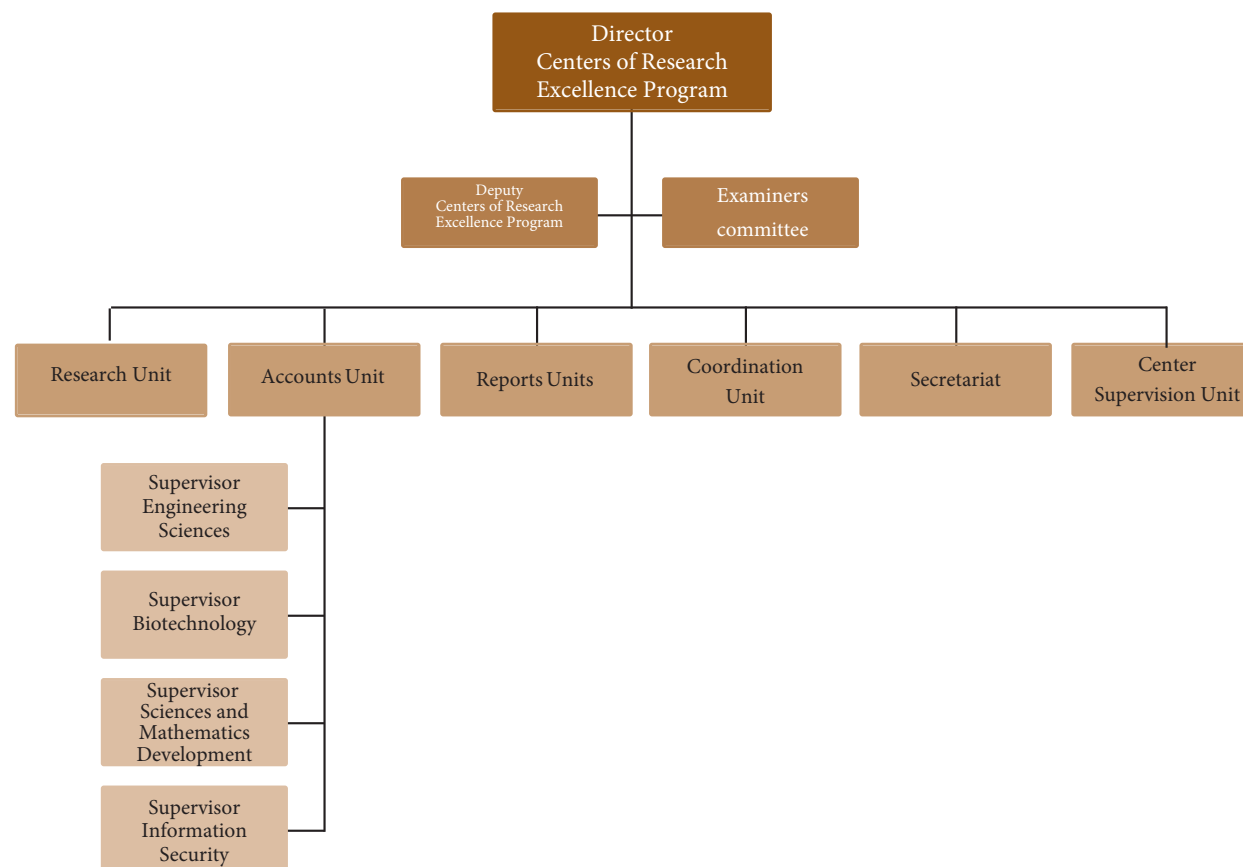 Director
Centers of Research
Excellence Program
Deputy
Centers of Research
Excellence Program
Examiners
committee
Research Unit
Accounts Unit
Reports Units
Coordination
Unit
Secretariat
Center
Supervision Unit
Supervisor
Engineering
Sciences
Supervisor
Biotechnology
Supervisor
Sciences and
Mathematics
Development
Supervisor
Information
Security